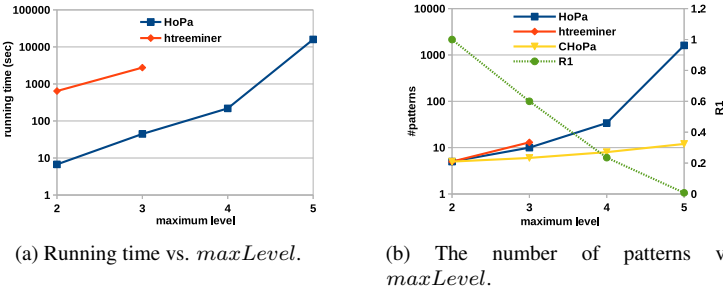 HoPa
htreeminer
running time (sec)
100000
10000
1000
100
10
1
2
3
4
5
maximum level
(a) Running time vs. maxLevel.
HoPa
htreeminer
CHoPa
R1
#patterns
10000
1000
100
10
1
1.2
1
0.8
0.6
0.4
0.2
0
R1
2
3
4
5
maximum level
(b) The number of patterns v
maxLevel.